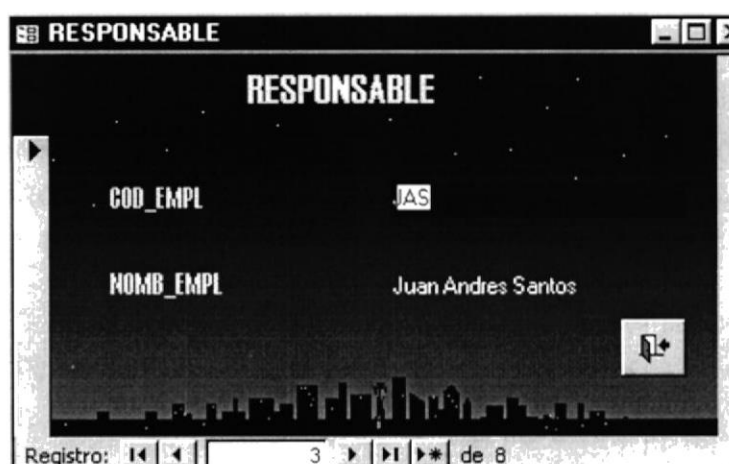 RESPONSABLE
RESPONSABLE
COD_EMPL JAS
NOMB_EMPL Juan Andres Santos
Registro: 3 de 8